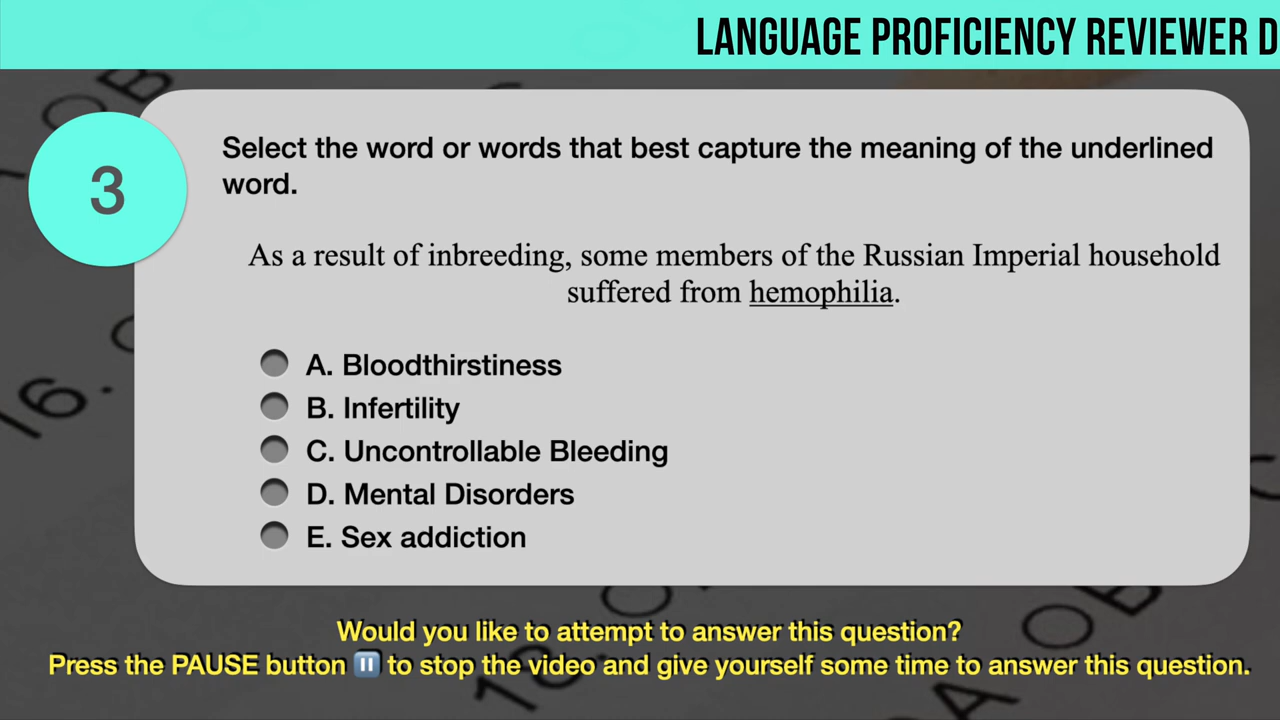 LANGUAGE PROFICIENCY REVIEWER D
3
Select the word or words that best capture the meaning of the underlined
word.
As a result of inbreeding, some members of the Russian Imperial household
suffered from hemophilia.
A. Bloodthirstiness
B. Infertility
C. Uncontrollable Bleeding
D. Mental Disorders
E. Sex addiction
16.
Would you like to attempt to answer this question?
Press the PAUSE button ⏸️ to stop the video and give yourself some time to answer this question.